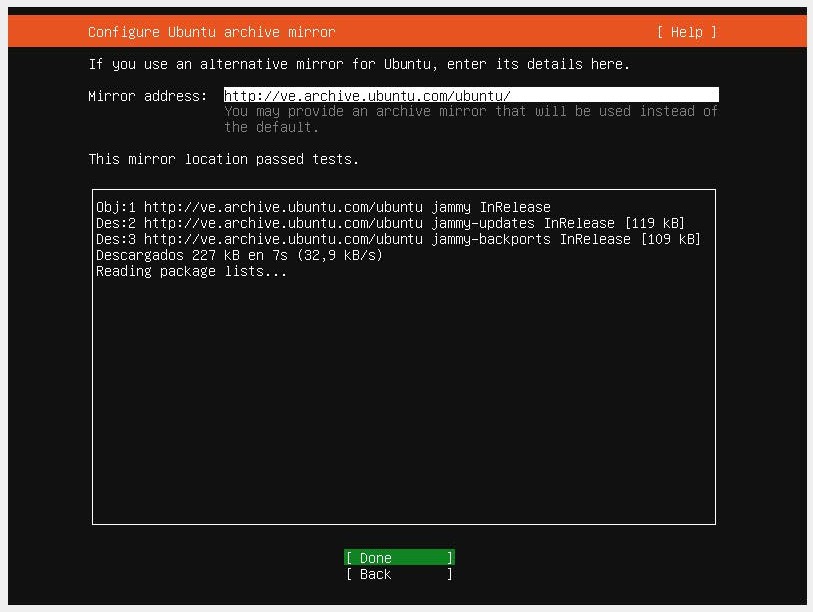 Configure Ubuntu archive mirror [ Help ]
If you use an alternative mirror for Ubuntu, enter its details here.
Mirror address: http://ve.archive.ubuntu.com/ubuntu/
You may provide an archive mirror that will be used instead of
the default.
This mirror location passed tests.
Obj:1 http://ve.archive.ubuntu.com/ubuntu jammy InRelease
Des:2 http://ve.archive.ubuntu.com/ubuntu jammy-updates InRelease [119 kB]
Des:3 http://ve.archive.ubuntu.com/ubuntu jammy-backports InRelease [109 kB]
Descargados 227 kB en 7s (32,9 kB/s)
Reading package lists...
[ Done ]
[ Back ]